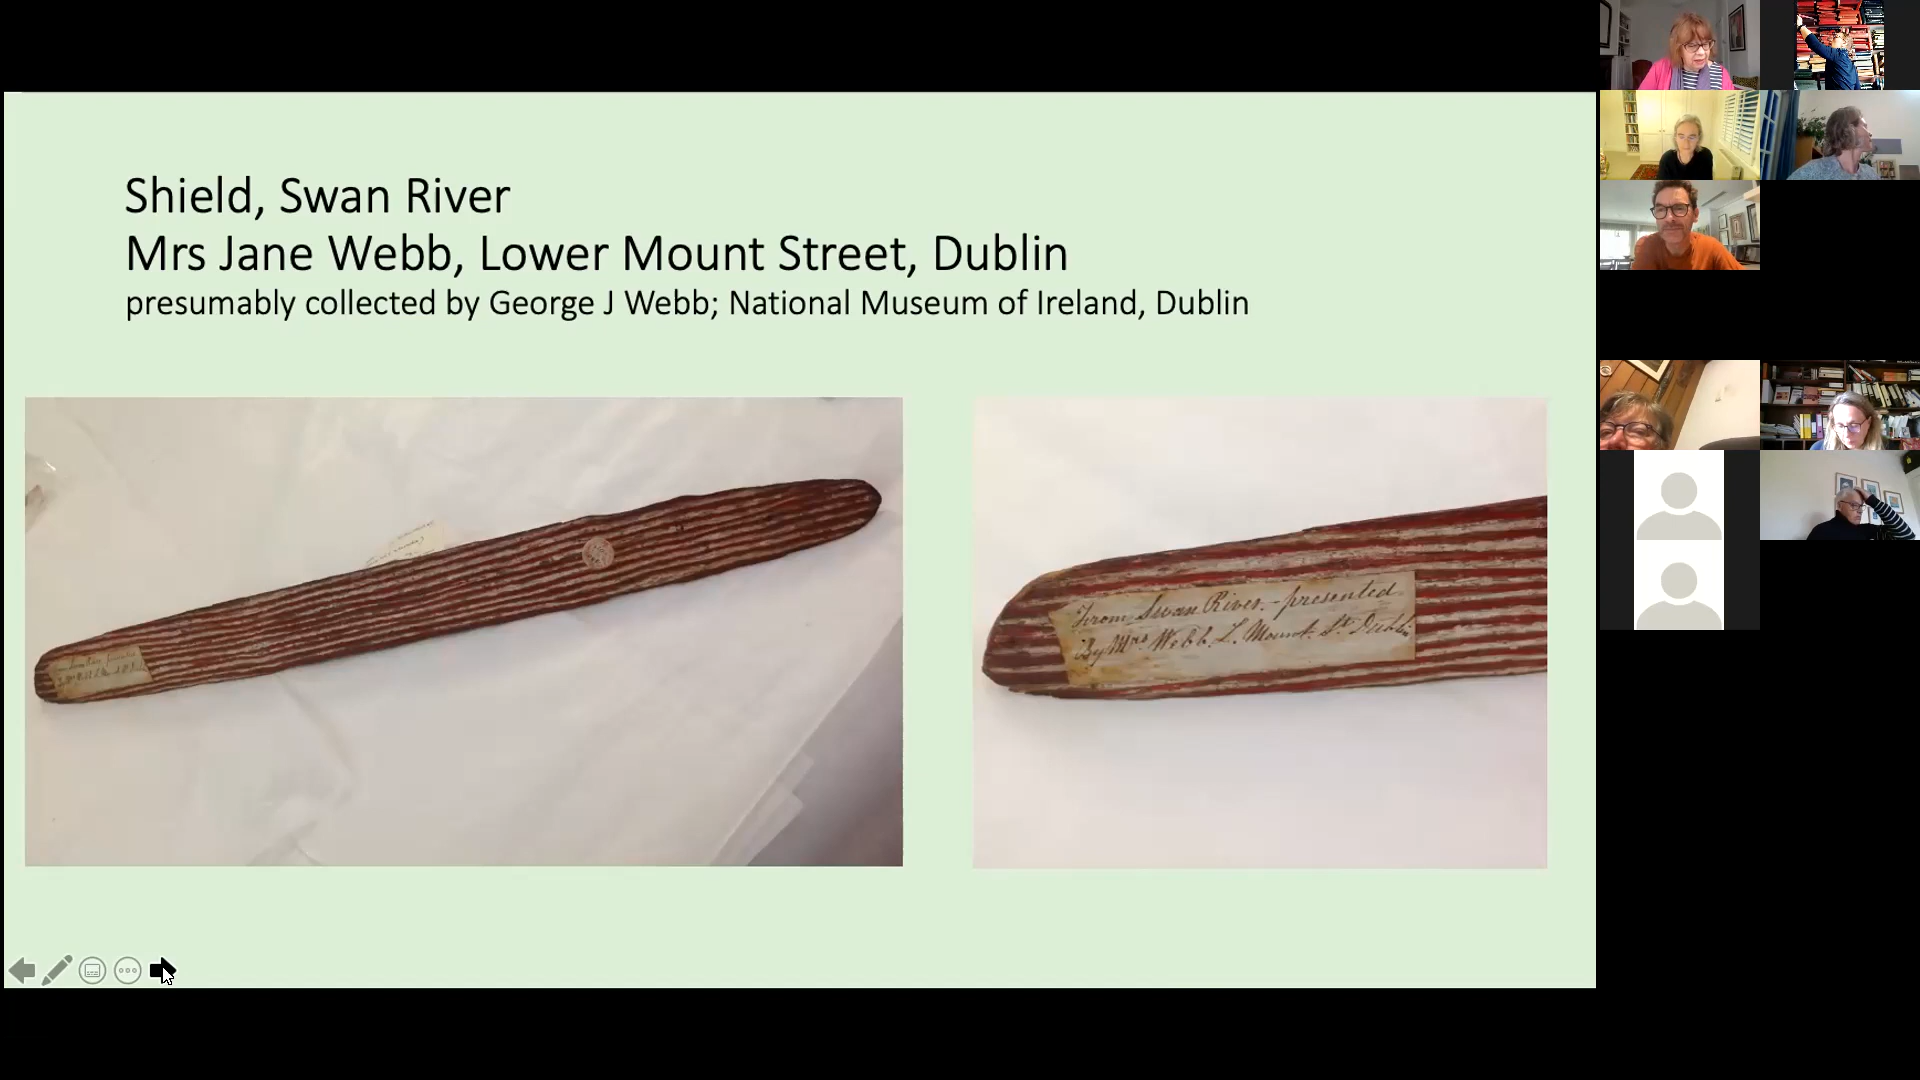 Shield, Swan River
Mrs Jane Webb, Lower Mount Street, Dublin
presumably collected by George J Webb; National Museum of Ireland, Dublin
From Swan River - presented
By Mrs Webb. L. Mount. St Dublin